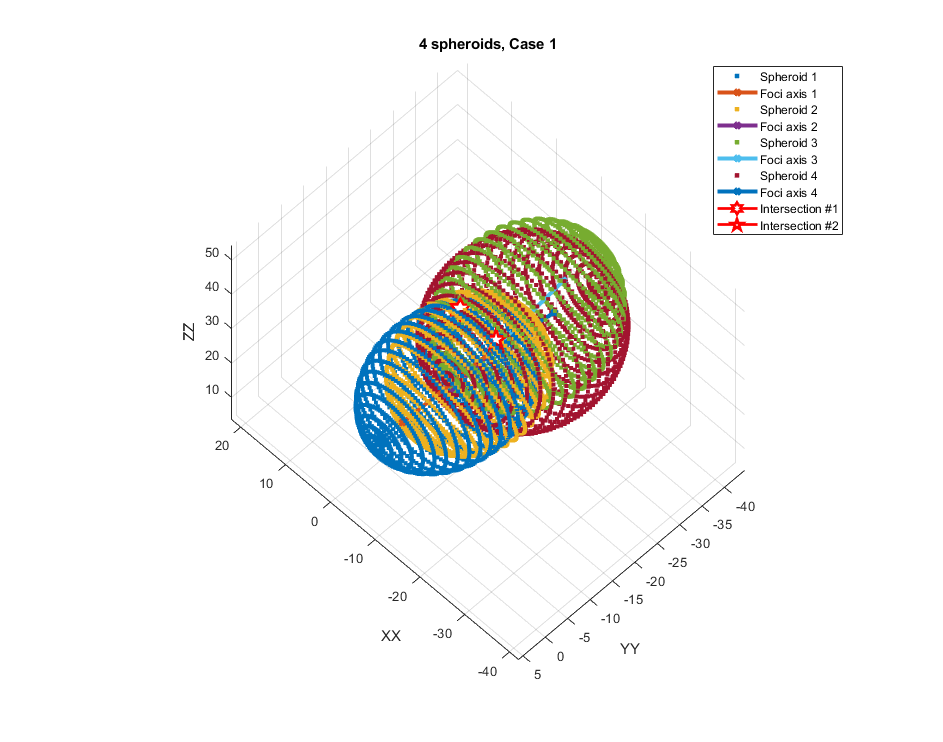 4 spheroids, Case 1
Spheroid 1
Foci axis 1
Spheroid 2
Foci axis 2
Spheroid 3
Foci axis 3
Spheroid 4
Foci axis 4
Intersection #1
Intersection #2
50
40
30
20
10
ZZ
20
10
0
-10
-20
-30
-40
XX
-40
-35
-30
-25
-20
-15
-10
-5
0
5
YY